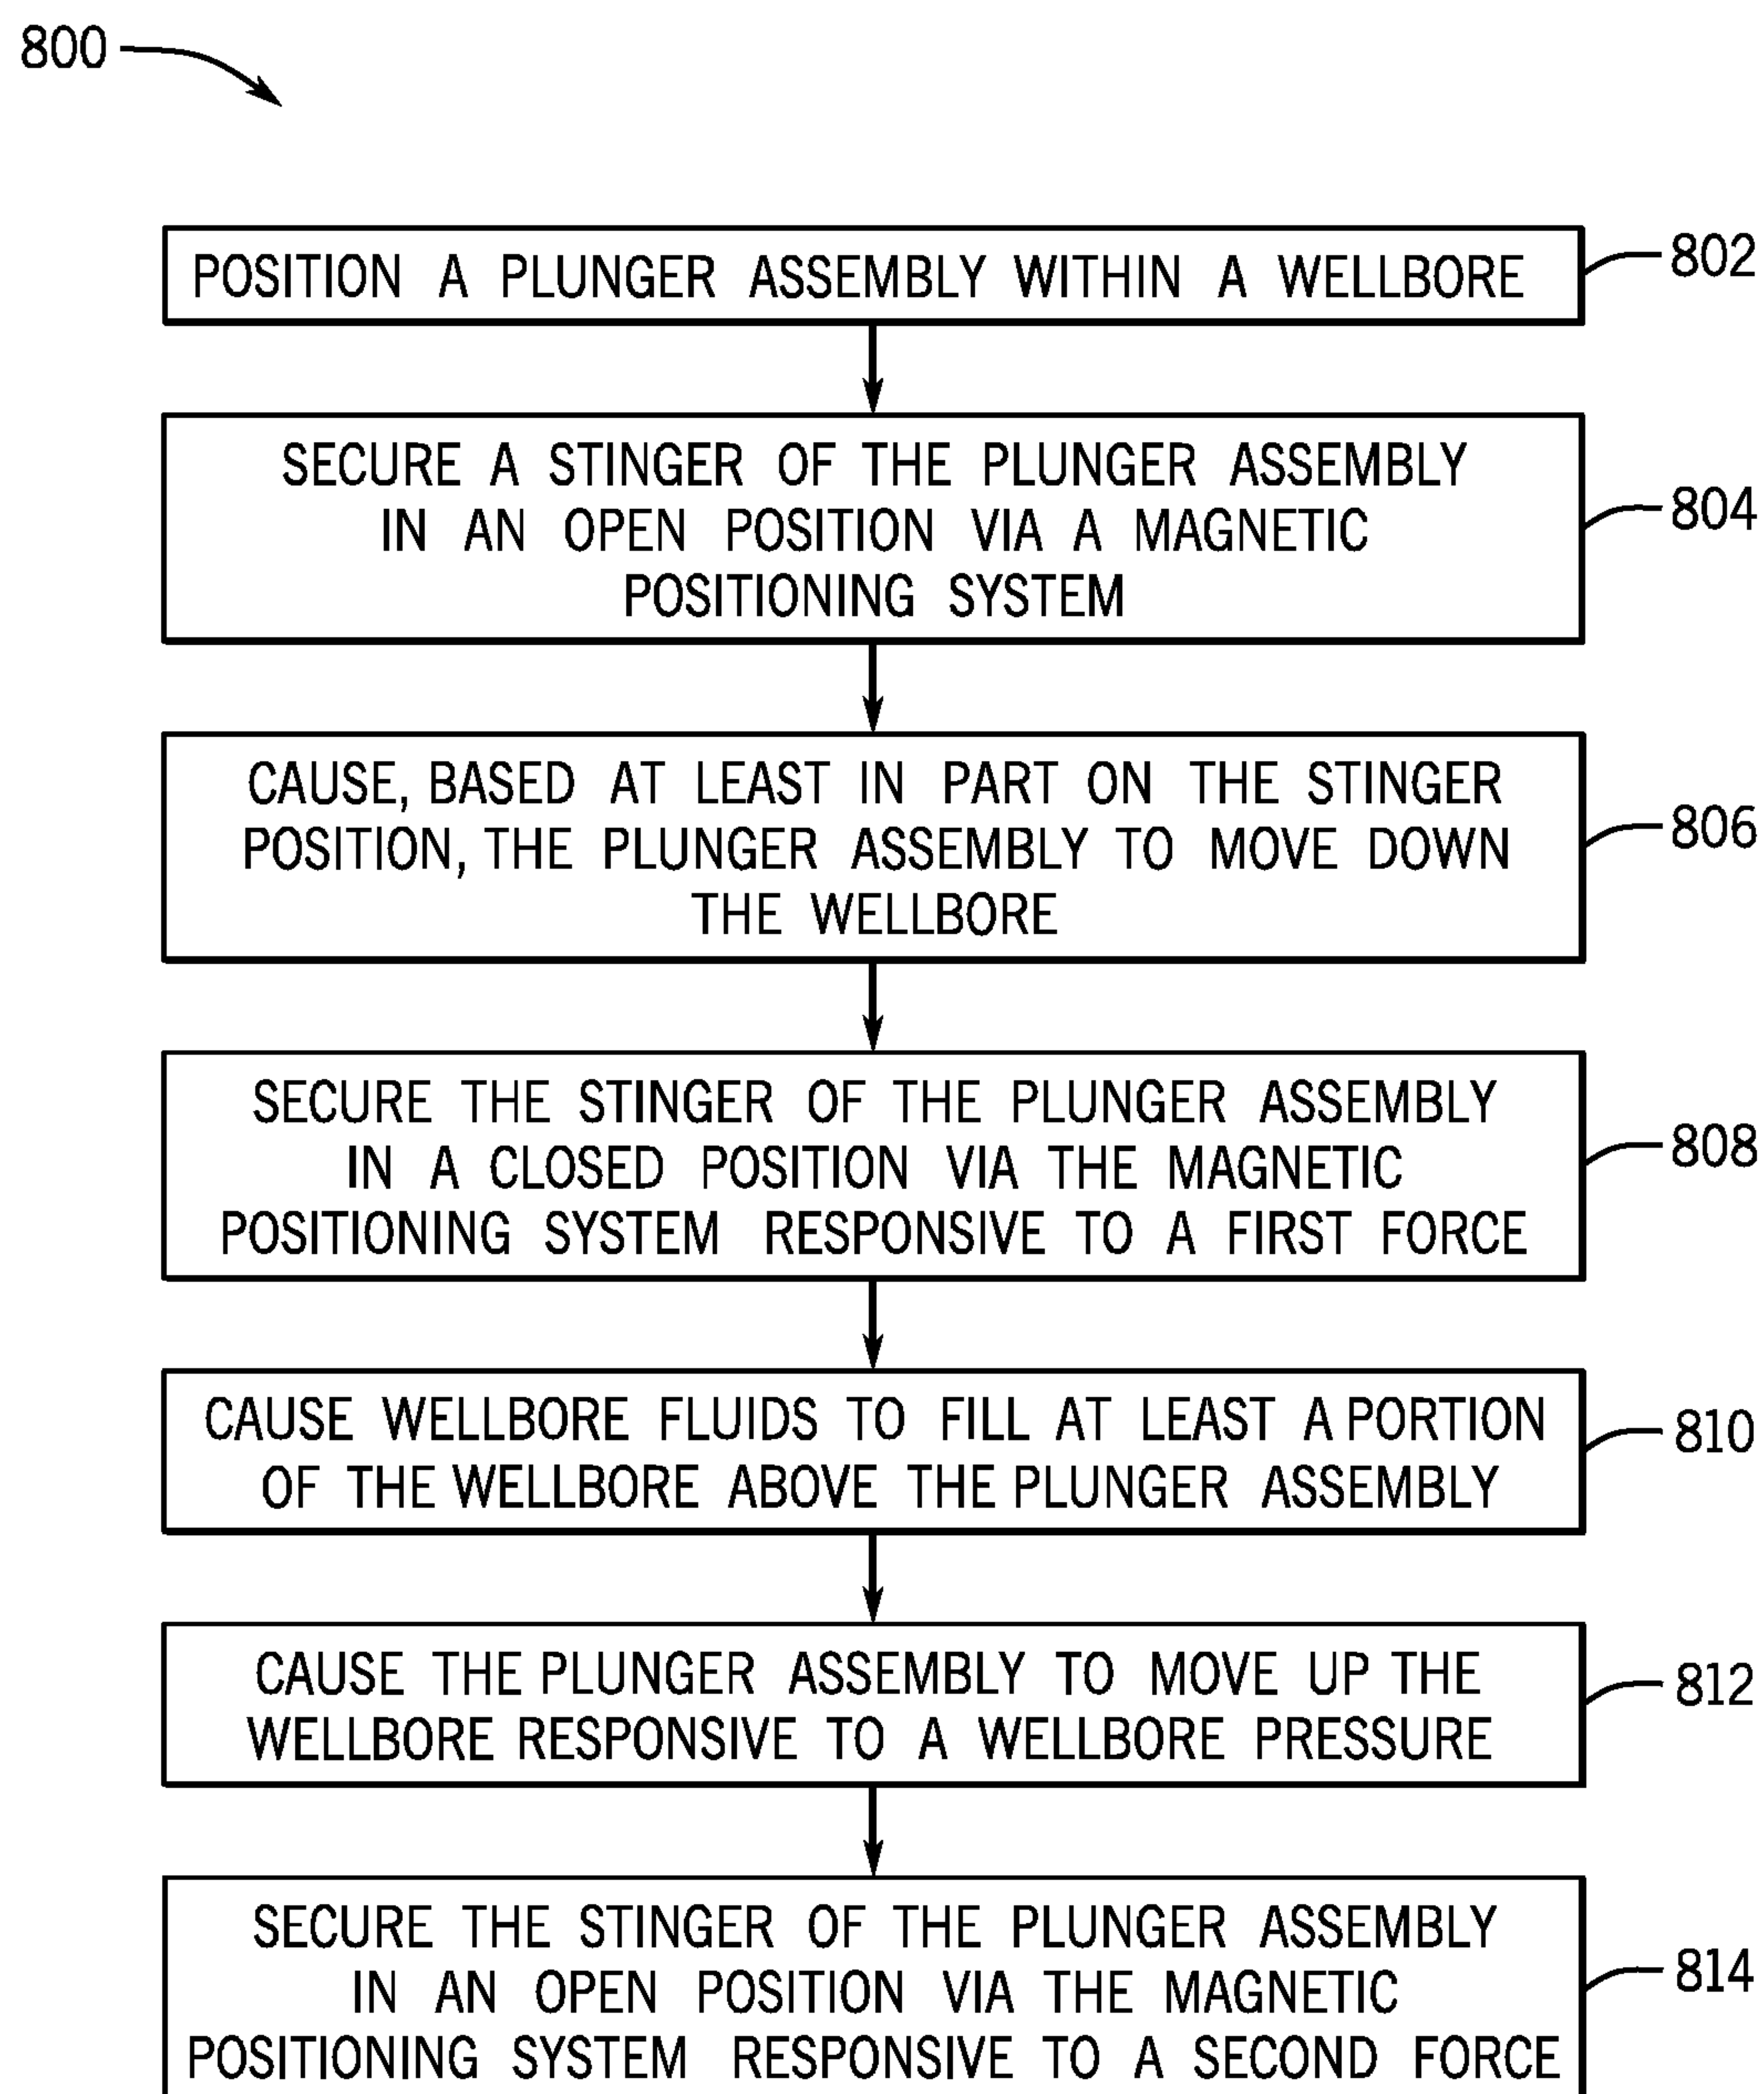 800
POSITION A PLUNGER ASSEMBLY WITHIN A WELLBORE
802
SECURE A STINGER OF THE PLUNGER ASSEMBLY
IN AN OPEN POSITION VIA A MAGNETIC
POSITIONING SYSTEM
804
CAUSE, BASED AT LEAST IN PART ON THE STINGER
POSITION, THE PLUNGER ASSEMBLY TO MOVE DOWN
THE WELLBORE
806
SECURE THE STINGER OF THE PLUNGER ASSEMBLY
IN A CLOSED POSITION VIA THE MAGNETIC
POSITIONING SYSTEM RESPONSIVE TO A FIRST FORCE
808
CAUSE WELLBORE FLUIDS TO FILL AT LEAST A PORTION
OF THE WELLBORE ABOVE THE PLUNGER ASSEMBLY
810
CAUSE THE PLUNGER ASSEMBLY TO MOVE UP THE
WELLBORE RESPONSIVE TO A WELLBORE PRESSURE
812
SECURE THE STINGER OF THE PLUNGER ASSEMBLY
IN AN OPEN POSITION VIA THE MAGNETIC
POSITIONING SYSTEM RESPONSIVE TO A SECOND FORCE
814